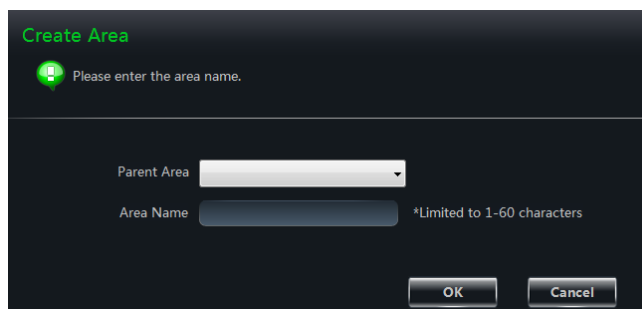 Create Area
Please enter the area name.
Parent Area
Area Name *Limited to 1-60 characters
OK Cancel